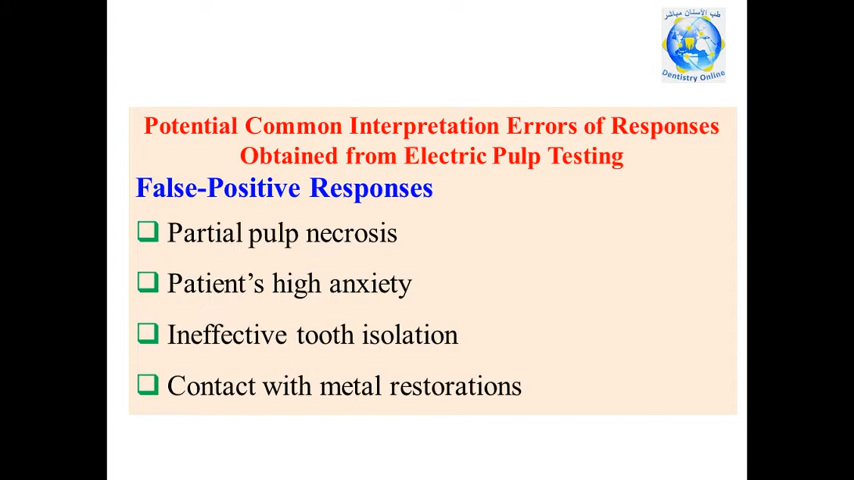 طب الأسنان مباشر
Dentistry Online
Potential Common Interpretation Errors of Responses
Obtained from Electric Pulp Testing
False-Positive Responses
Partial pulp necrosis
Patient’s high anxiety
Ineffective tooth isolation
Contact with metal restorations